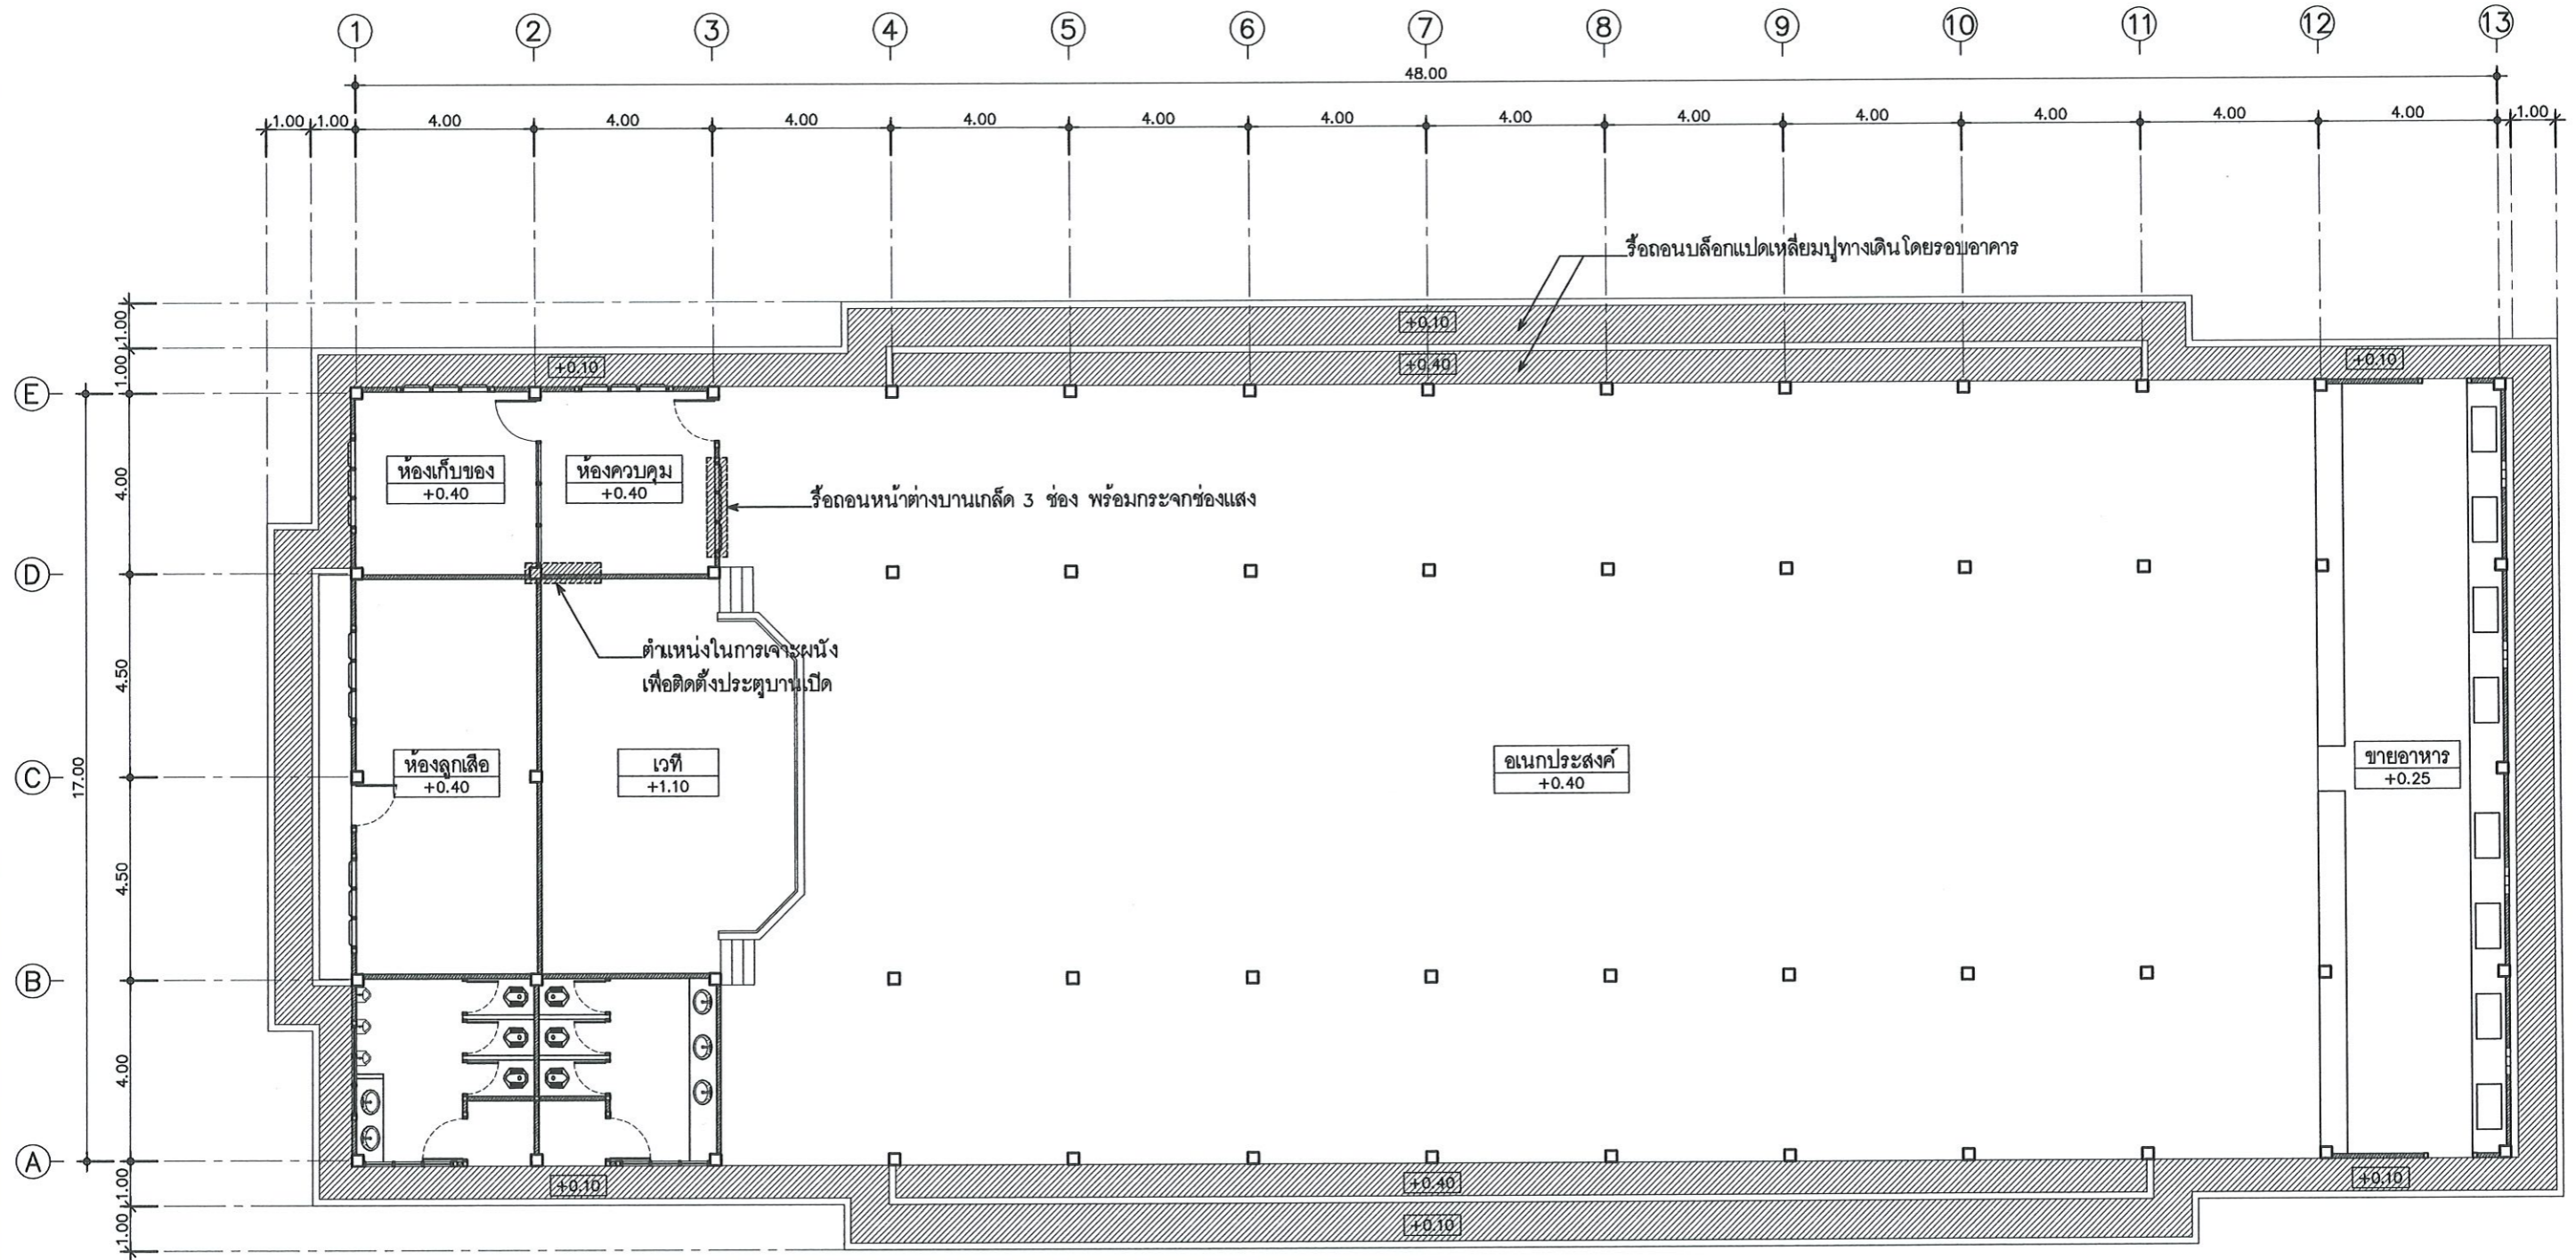 1 2 3 4 5 6 7 8 9 10 11 12 13
48.00
1.00 1.00 4.00 4.00 4.00 4.00 4.00 4.00 4.00 4.00 4.00 4.00 4.00 4.00 1.00
รื้อถอนบล็อกแปดเหลี่ยมปูทางเดินโดยรอบอาคาร
1.00
+0.10
1.00
+0.10
+0.40
+0.10
E
4.00
ห้องเก็บของ
+0.40
ห้องควบคุม
+0.40
รื้อถอนหน้าต่างบานเกล็ด 3 ช่อง พร้อมกระจกช่องแสง
D
ตำแหน่งในการเจาะผนัง
เพื่อติดตั้งประตูบานเปิด
4.50
17.00
C
ห้องลูกเสือ
+0.40
เวที
+1.10
อเนกประสงค์
+0.40
ขายอาหาร
+0.25
4.50
B
4.00
A
1.00
+0.10
+0.40
+0.10
1.00
+0.10